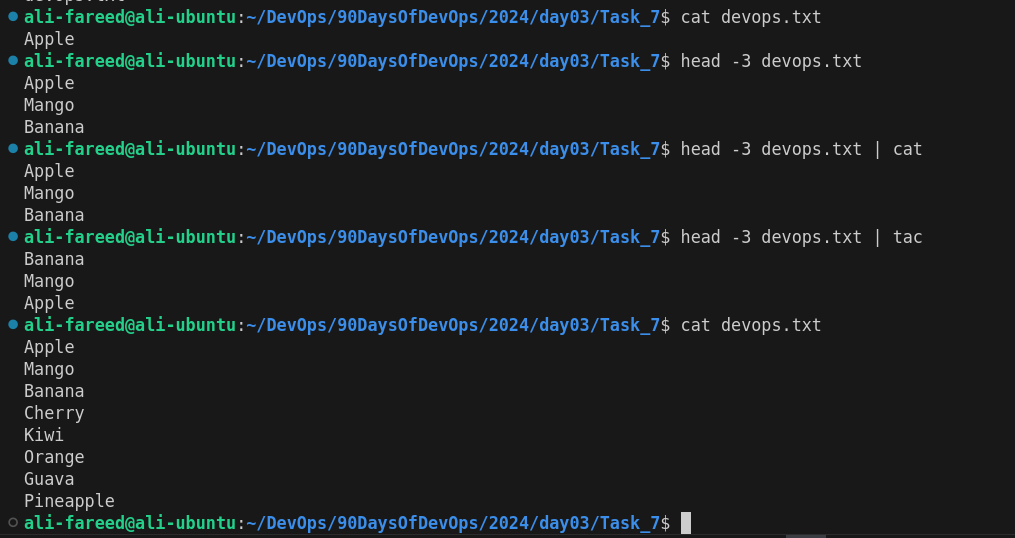 ali-fareed@ali-ubuntu:~/DevOps/90DaysOfDevOps/2024/day03/Task_7$ cat devops.txt
Apple
ali-fareed@ali-ubuntu:~/DevOps/90DaysOfDevOps/2024/day03/Task_7$ head -3 devops.txt
Apple
Mango
Banana
ali-fareed@ali-ubuntu:~/DevOps/90DaysOfDevOps/2024/day03/Task_7$ head -3 devops.txt | cat
Apple
Mango
Banana
ali-fareed@ali-ubuntu:~/DevOps/90DaysOfDevOps/2024/day03/Task_7$ head -3 devops.txt | tac
Banana
Mango
Apple
ali-fareed@ali-ubuntu:~/DevOps/90DaysOfDevOps/2024/day03/Task_7$ cat devops.txt
Apple
Mango
Banana
Cherry
Kiwi
Orange
Guava
Pineapple
ali-fareed@ali-ubuntu:~/DevOps/90DaysOfDevOps/2024/day03/Task_7$